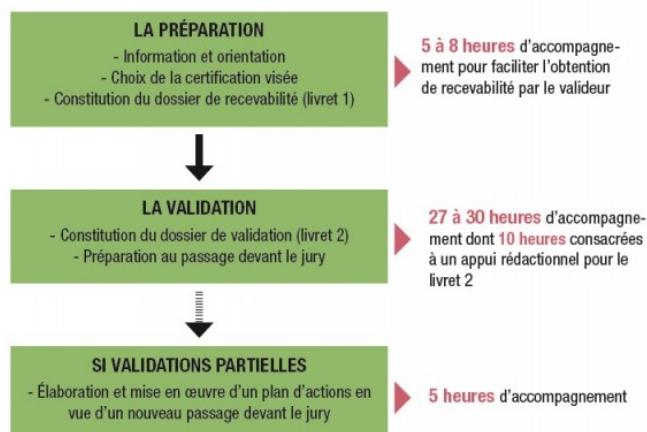 LA PRÉPARATION
- Information et orientation
- Choix de la certification visée
- Constitution du dossier de recevabilité (livret 1)
5 à 8 heures d'accompagne-
ment pour faciliter l'obtention
de recevabilité par le valideur
LA VALIDATION
- Constitution du dossier de validation (livret 2)
- Préparation au passage devant le jury
27 à 30 heures d'accompagne-
ment dont 10 heures consacrées
à un appui rédactionnel pour le
livret 2
SI VALIDATIONS PARTIELLES
- Élaboration et mise en œuvre d'un plan d'actions en
vue d'un nouveau passage devant le jury
5 heures d'accompagnement